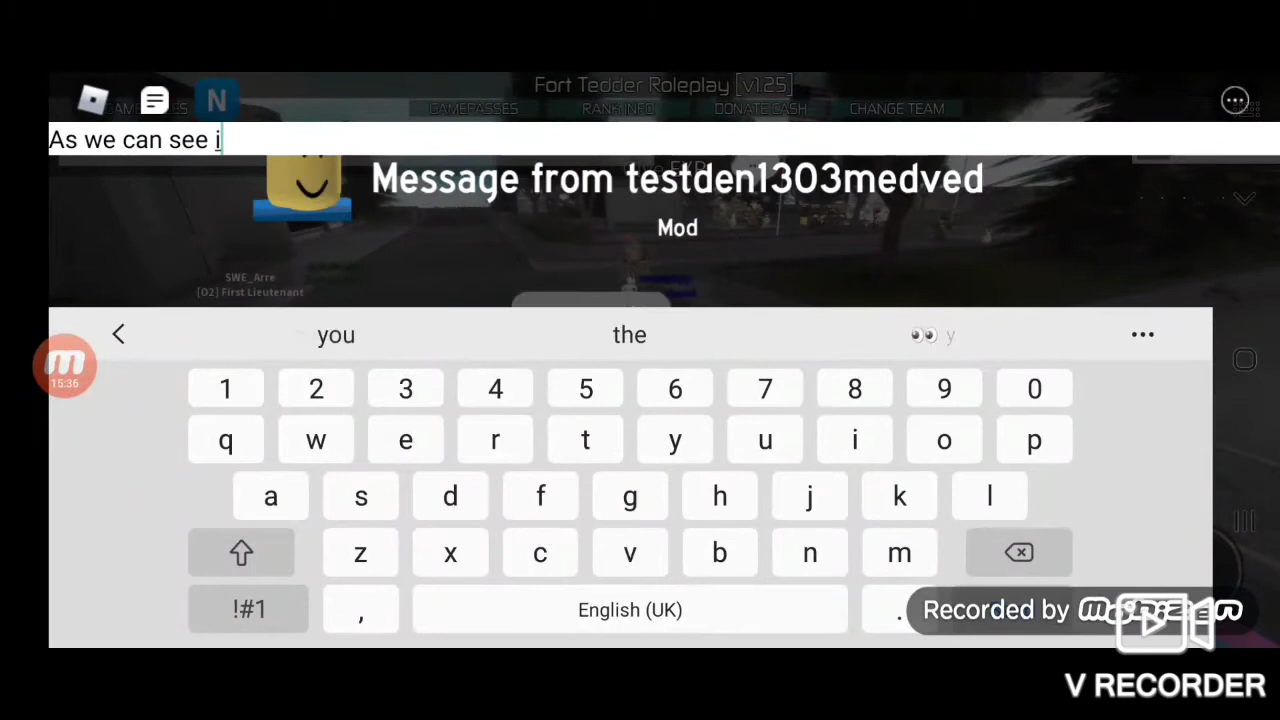 Fort Tedder Roleplay [v1.25]
N
GAMEPASSES
RANK INFO
DONATE CASH
CHANGE TEAM
As we can see i
Message from testden1303medved
Mod
SWE_Arre
[O2] First Lieutenant
you
the
👀 y
15:36
1 2 3 4 5 6 7 8 9 0
q w e r t y u i o p
a s d f g h j k l
z x c v b n m
!#1 , English (UK) .
Recorded by
V RECORDER